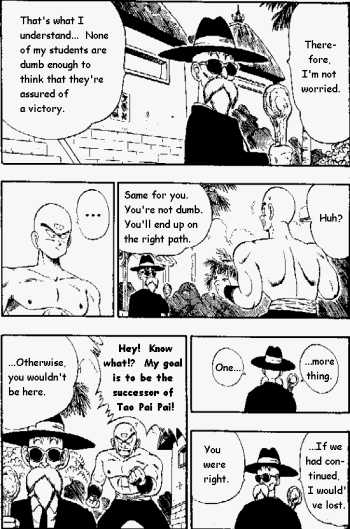 That's what I
understand... None
of my students are
dumb enough to
think that they're
assured of
a victory.
There-
fore,
I'm not
worried.
...
Same for you.
You're not dumb.
You'll end up on
the right path.
Huh?
...Otherwise,
you wouldn't
be here.
Hey! Know
what!? My goal
is to be the
successor of
Tao Pai Pai!
One...
...more
thing.
You
were
right.
...If we
had con-
tinued,
I would'
ve lost.